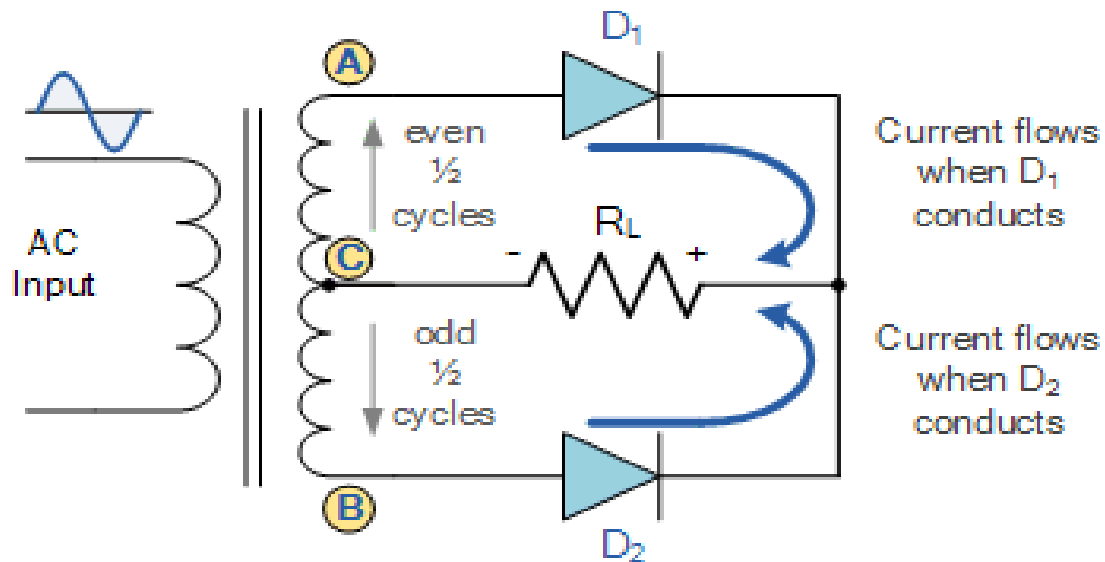 D₁
A
even
½
cycles
Current flows
when D₁
conducts
AC
Input
C
-
R_L
+
odd
½
cycles
Current flows
when D₂
conducts
B
D₂